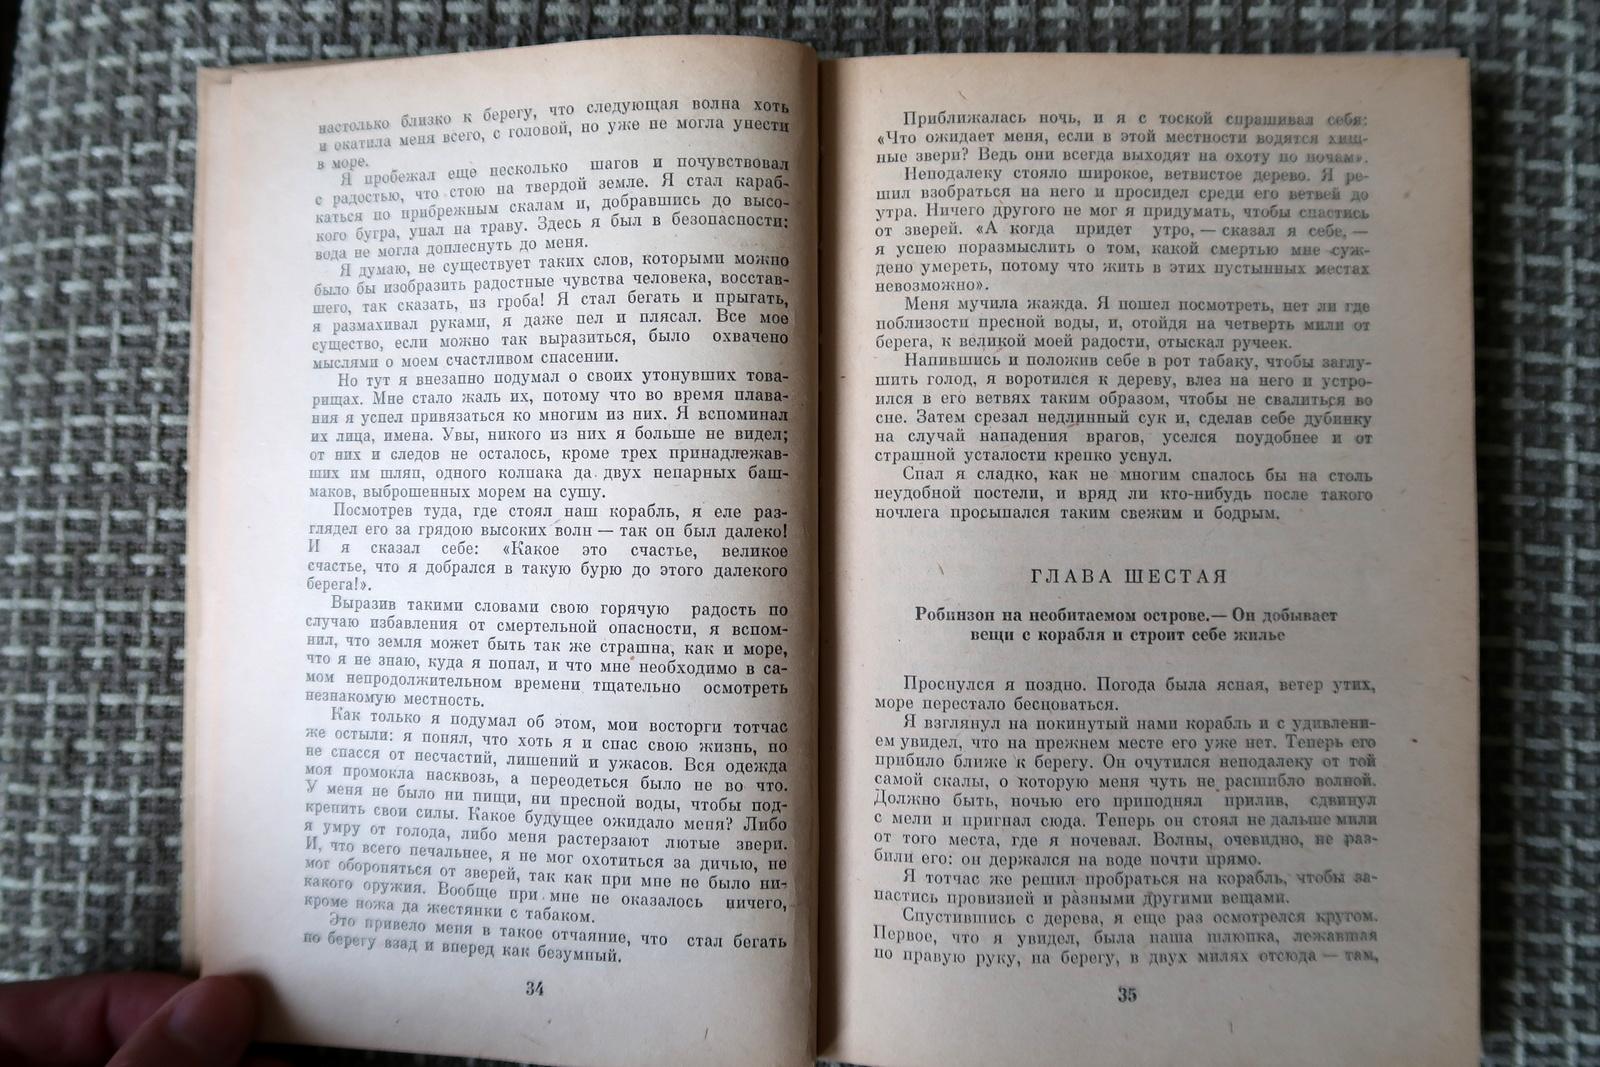 настолько близко к берегу, что следующая волна хоть
и окатила меня всего, с головой, но уже не могла унести
в море.
Я пробежал еще несколько шагов и почувствовал
с радостью, что стою на твердой земле. Я стал караб-
каться по прибрежным скалам и, добравшись до высо-
кого бугра, упал на траву. Здесь я был в безопасности:
вода не могла доплеснуть до меня.
Я думаю, не существует таких слов, которыми можно
было бы изобразить радостные чувства человека, восстав-
шего, так сказать, из гроба! Я стал бегать и прыгать,
я размахивал руками, я даже пел и плясал. Все мое
существо, если можно так выразиться, было охвачено
мыслями о моем счастливом спасении.
Но тут я внезапно подумал о своих утонувших това-
рищах. Мне стало жаль их, потому что во время плава-
ния я успел привязаться ко многим из них. Я вспоминал
их лица, имена. Увы, никого из них я больше не видел;
от них и следов не осталось, кроме трех принадлежав-
ших им шляп, одного колпака да двух непарных баш-
маков, выброшенных морем на сушу.
Посмотрев туда, где стоял наш корабль, я еле раз-
глядел его за грядою высоких волн — так он был далеко!
И я сказал себе: «Какое это счастье, великое
счастье, что я добрался в такую бурю до этого далекого
берега!».
Выразив такими словами свою горячую радость по
случаю избавления от смертельной опасности, я вспом-
нил, что земля может быть так же страшна, как и море,
что я не знаю, куда я попал, и что мне необходимо в са-
мом непродолжительном времени тщательно осмотреть
незнакомую местность.
Как только я подумал об этом, мои восторги тотчас
же остыли: я понял, что хоть я и спас свою жизнь, но
не спасся от несчастий, лишений и ужасов. Вся одежда
моя промокла насквозь, а переодеться было не во что.
У меня не было ни пищи, ни пресной воды, чтобы под-
крепить свои силы. Какое будущее ожидало меня? Либо
я умру от голода, либо меня растерзают лютые звери.
И, что всего печальнее, я не мог охотиться за дичью, не
мог обороняться от зверей, так как при мне не было ни-
какого оружия. Вообще при мне не оказалось ничего,
кроме ножа да жестянки с табаком.
Это привело меня в такое отчаяние, что стал бегать
по берегу взад и вперед как безумный.
34
Приближалась ночь, и я с тоской спрашивал себя:
«Что ожидает меня, если в этой местности водятся хищ-
ные звери? Ведь они всегда выходят на охоту по ночам».
Неподалеку стояло широкое, ветвистое дерево. Я ре-
шил взобраться на него и просидел среди его ветвей до
утра. Ничего другого не мог я придумать, чтобы спастись
от зверей. «А когда придет утро, — сказал я себе, —
я успею поразмыслить о том, какой смертью мне суж-
дено умереть, потому что жить в этих пустынных местах
невозможно».
Меня мучила жажда. Я пошел посмотреть, нет ли где
поблизости пресной воды, и, отойдя на четверть мили от
берега, к великой моей радости, отыскал ручеек.
Напившись и положив себе в рот табаку, чтобы заглу-
шить голод, я воротился к дереву, влез на него и устро-
ился в его ветвях таким образом, чтобы не свалиться во
сне. Затем срезал недлинный сук и, сделав себе дубинку
на случай нападения врагов, уселся поудобнее и от
страшной усталости крепко уснул.
Спал я сладко, как не многим спалось бы на столь
неудобной постели, и вряд ли кто-нибудь после такого
ночлега просыпался таким свежим и бодрым.
ГЛАВА ШЕСТАЯ
Робинзон на необитаемом острове.— Он добывает
вещи с корабля и строит себе жилье
Проснулся я поздно. Погода была ясная, ветер утих,
море перестало бесноваться.
Я взглянул на покинутый нами корабль и с удивлени-
ем увидел, что на прежнем месте его уже нет. Теперь его
прибило ближе к берегу. Он очутился неподалеку от той
самой скалы, о которую меня чуть не расшибло волной.
Должно быть, ночью его приподнял прилив, сдвинул
с мели и пригнал сюда. Теперь он стоял не дальше мили
от того места, где я ночевал. Волны, очевидно, не раз-
били его: он держался на воде почти прямо.
Я тотчас же решил пробраться на корабль, чтобы за-
пастись провизией и разными другими вещами.
Спустившись с дерева, я еще раз осмотрелся кругом.
Первое, что я увидел, была наша шлюпка, лежавшая
по правую руку, на берегу, в двух милях отсюда — там,
35